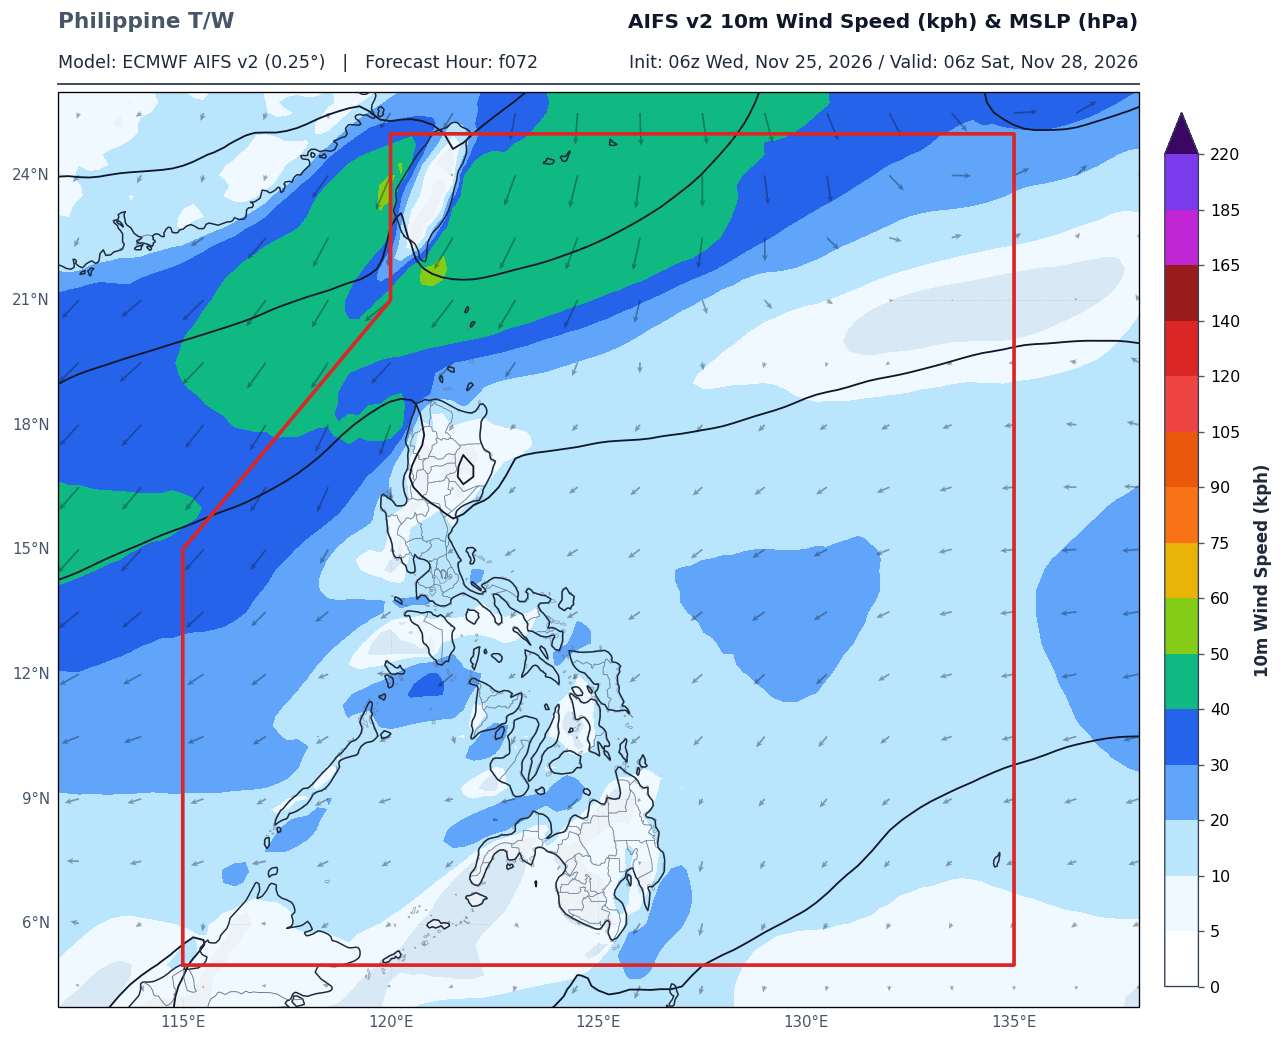 Philippine T/W
AIFS v2 10m Wind Speed (kph) & MSLP (hPa)
Model: ECMWF AIFS v2 (0.25°) | Forecast Hour: f072
Init: 06z Wed, Nov 25, 2026 / Valid: 06z Sat, Nov 28, 2026
24°N
21°N
18°N
15°N
12°N
9°N
6°N
115°E
120°E
125°E
130°E
135°E
220
185
165
140
120
105
90
75
60
50
40
30
20
10
5
0
10m Wind Speed (kph)